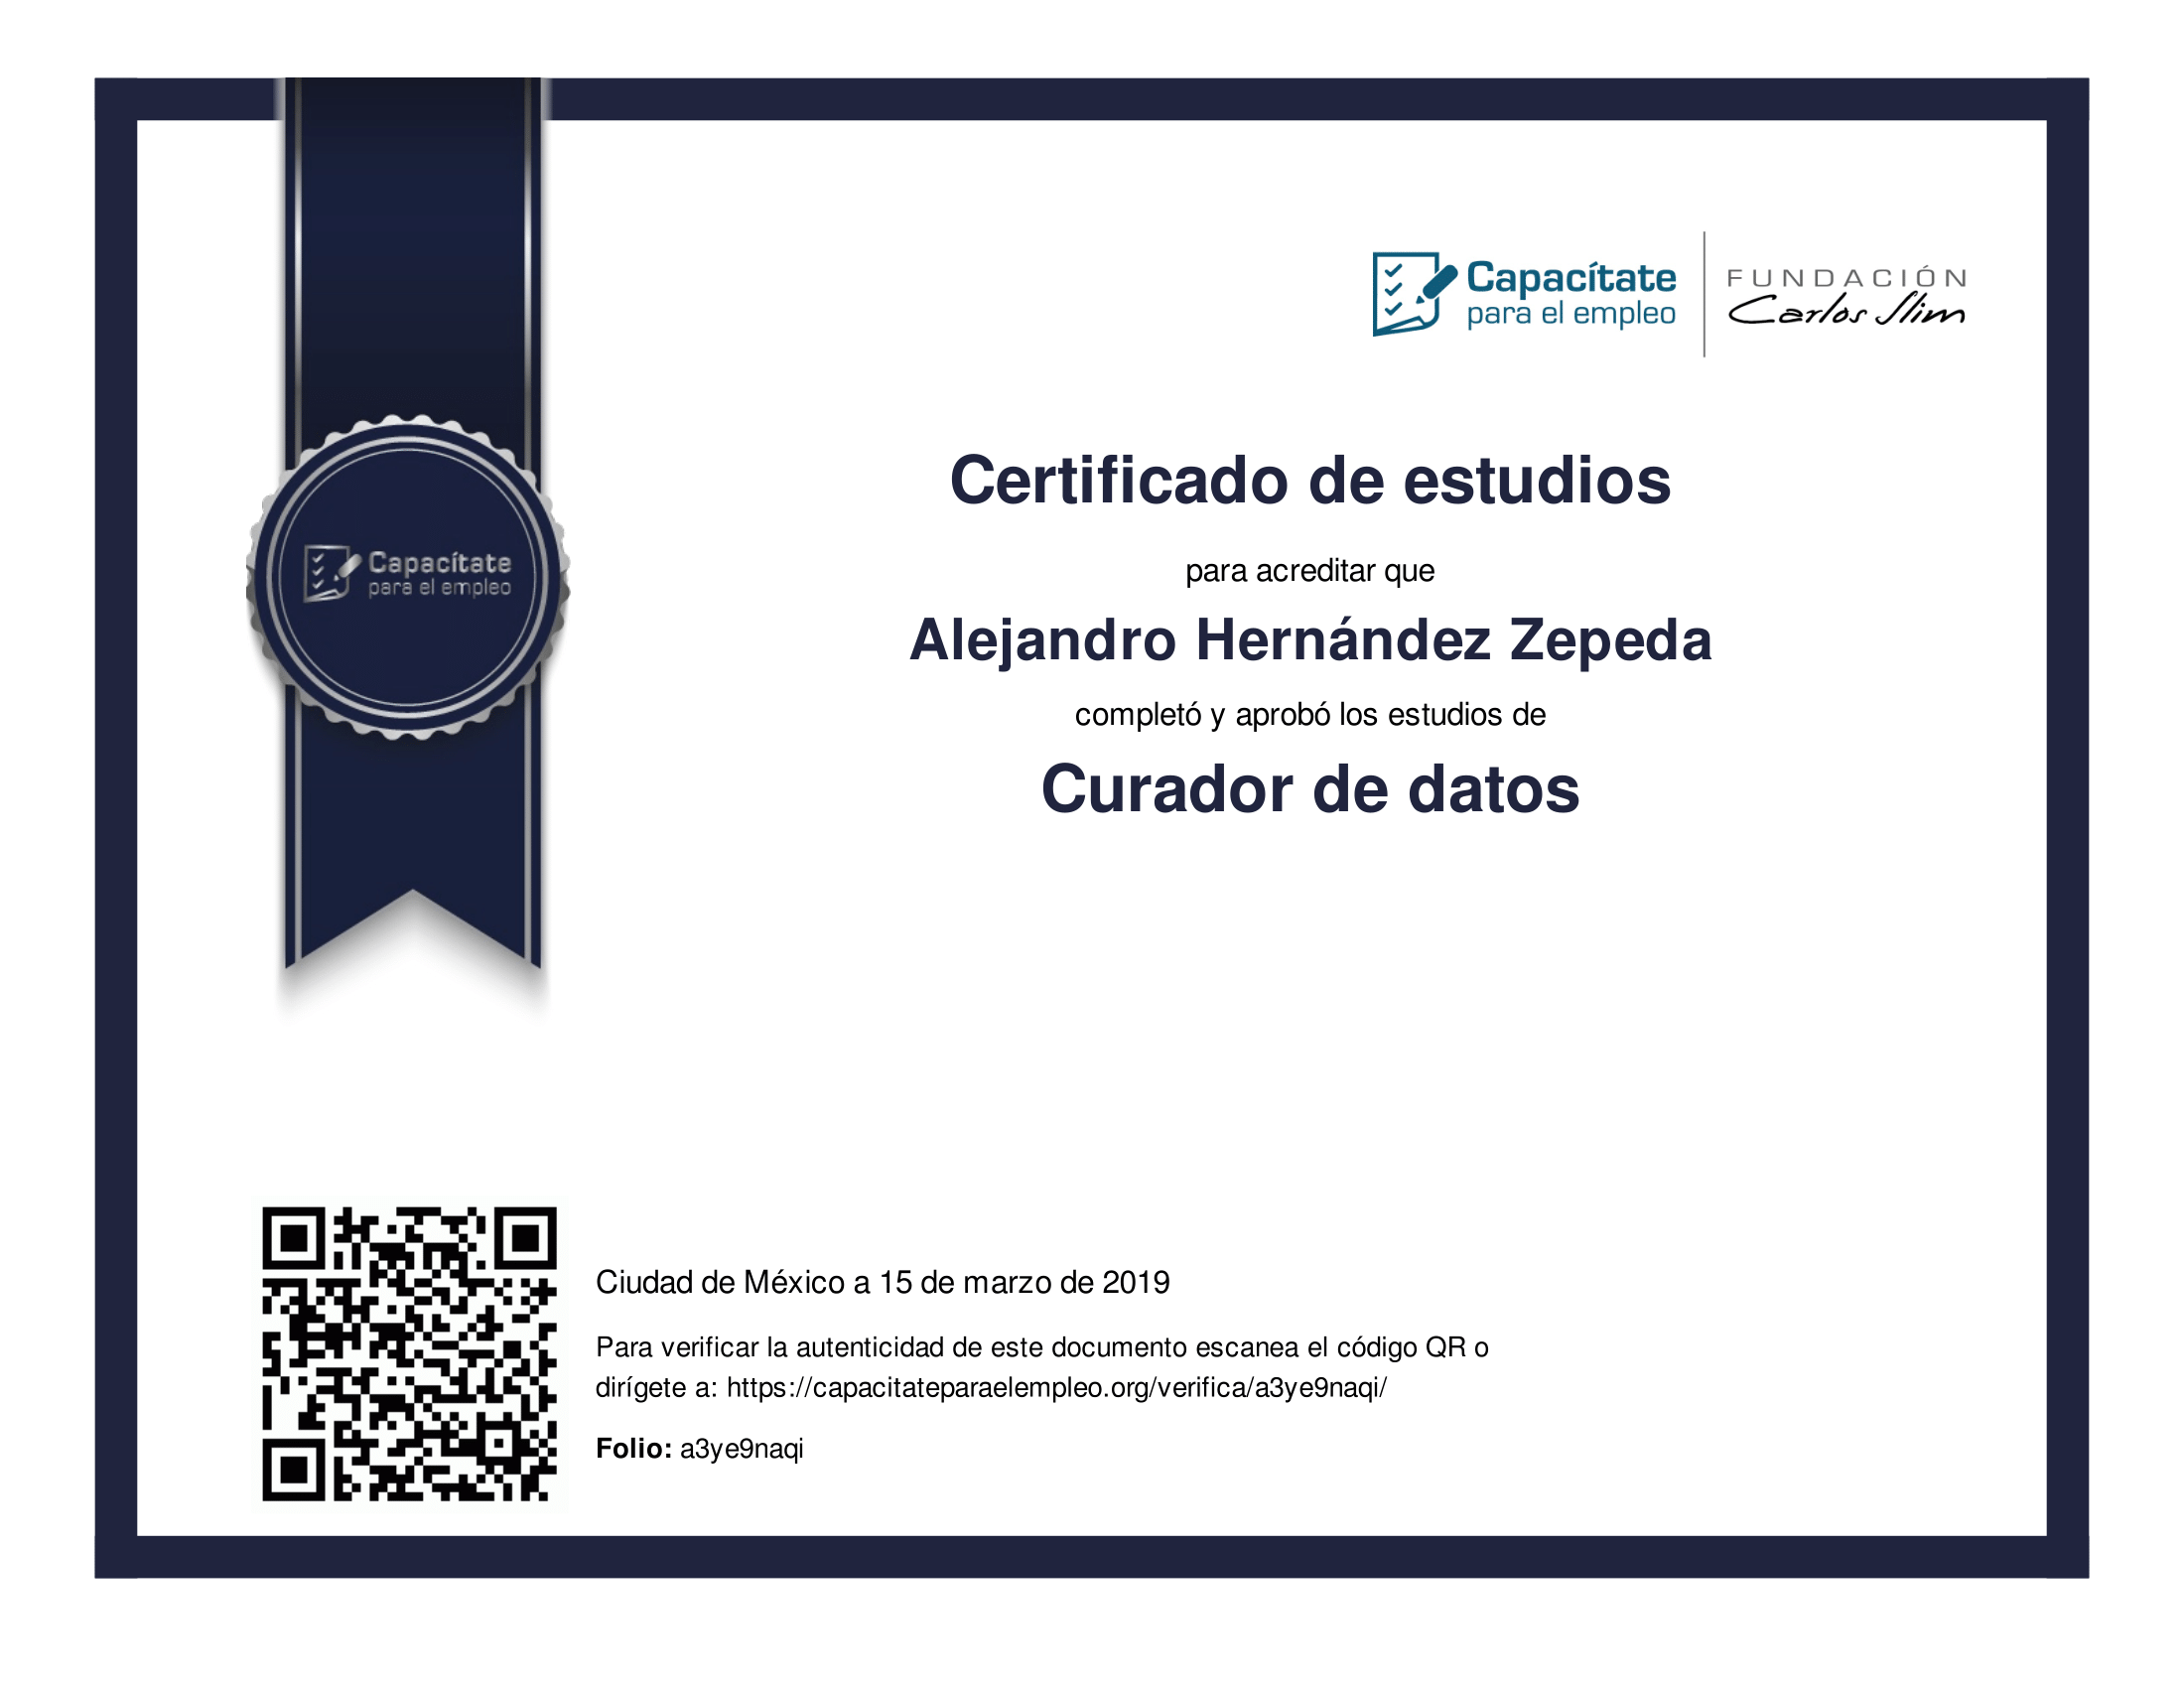 Capacítate
para el empleo
FUNDACIÓN
Carlos Slim
Certificado de estudios
para acreditar que
Alejandro Hernández Zepeda
completó y aprobó los estudios de
Curador de datos
Capacítate
para el empleo
Ciudad de México a 15 de marzo de 2019
Para verificar la autenticidad de este documento escanea el código QR o
dirígete a: https://capacitateparaelempleo.org/verifica/a3ye9naqi/
Folio: a3ye9naqi